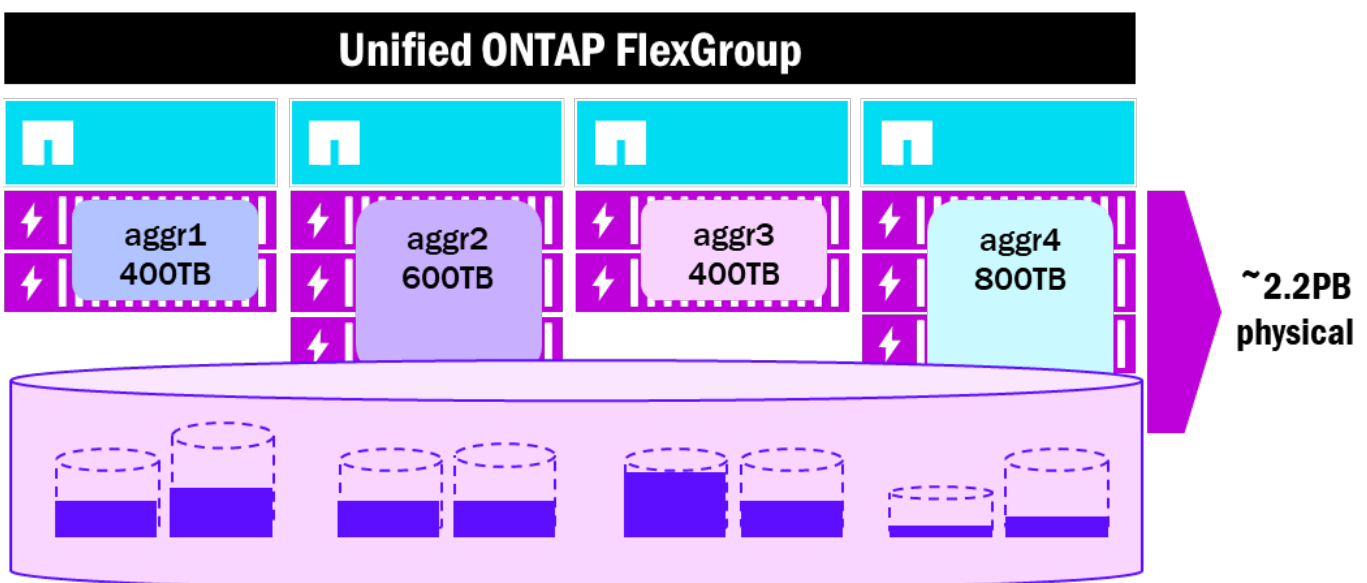 Unified ONTAP FlexGroup
aggr1
400TB
aggr2
600TB
aggr3
400TB
aggr4
800TB
~2.2PB
physical